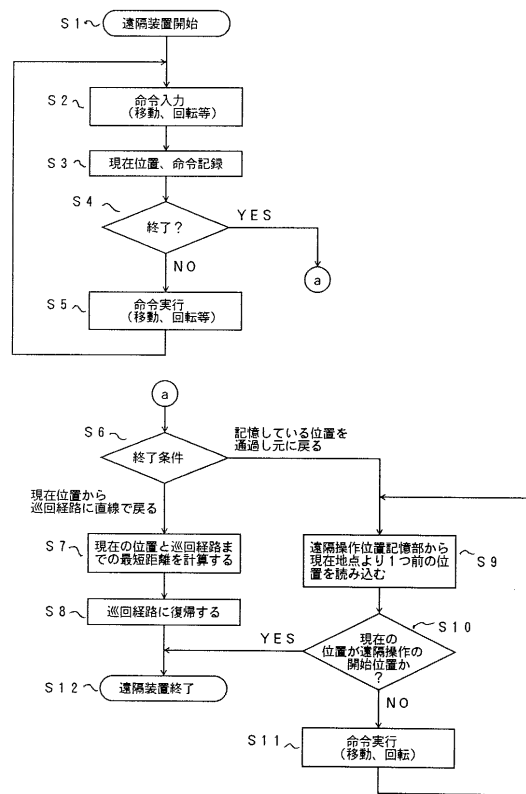 S1 遠隔装置開始
S2 命令入力
(移動、回転等)
S3 現在位置、命令記録
S4 終了?
YES
a
NO
S5 命令実行
(移動、回転等)
a
S6 終了条件
記憶している位置を
通過し元に戻る
現在位置から
巡回経路に直線で戻る
S7 現在の位置と巡回経路ま
での最短距離を計算する
遠隔操作位置記憶部から
現在地点より1つ前の位
置を読み込む
S9
S8 巡回経路に復帰する
S10
YES
現在の
位置が遠隔操作の
開始位置か
?
S12 遠隔装置終了
NO
S11 命令実行
(移動、回転)